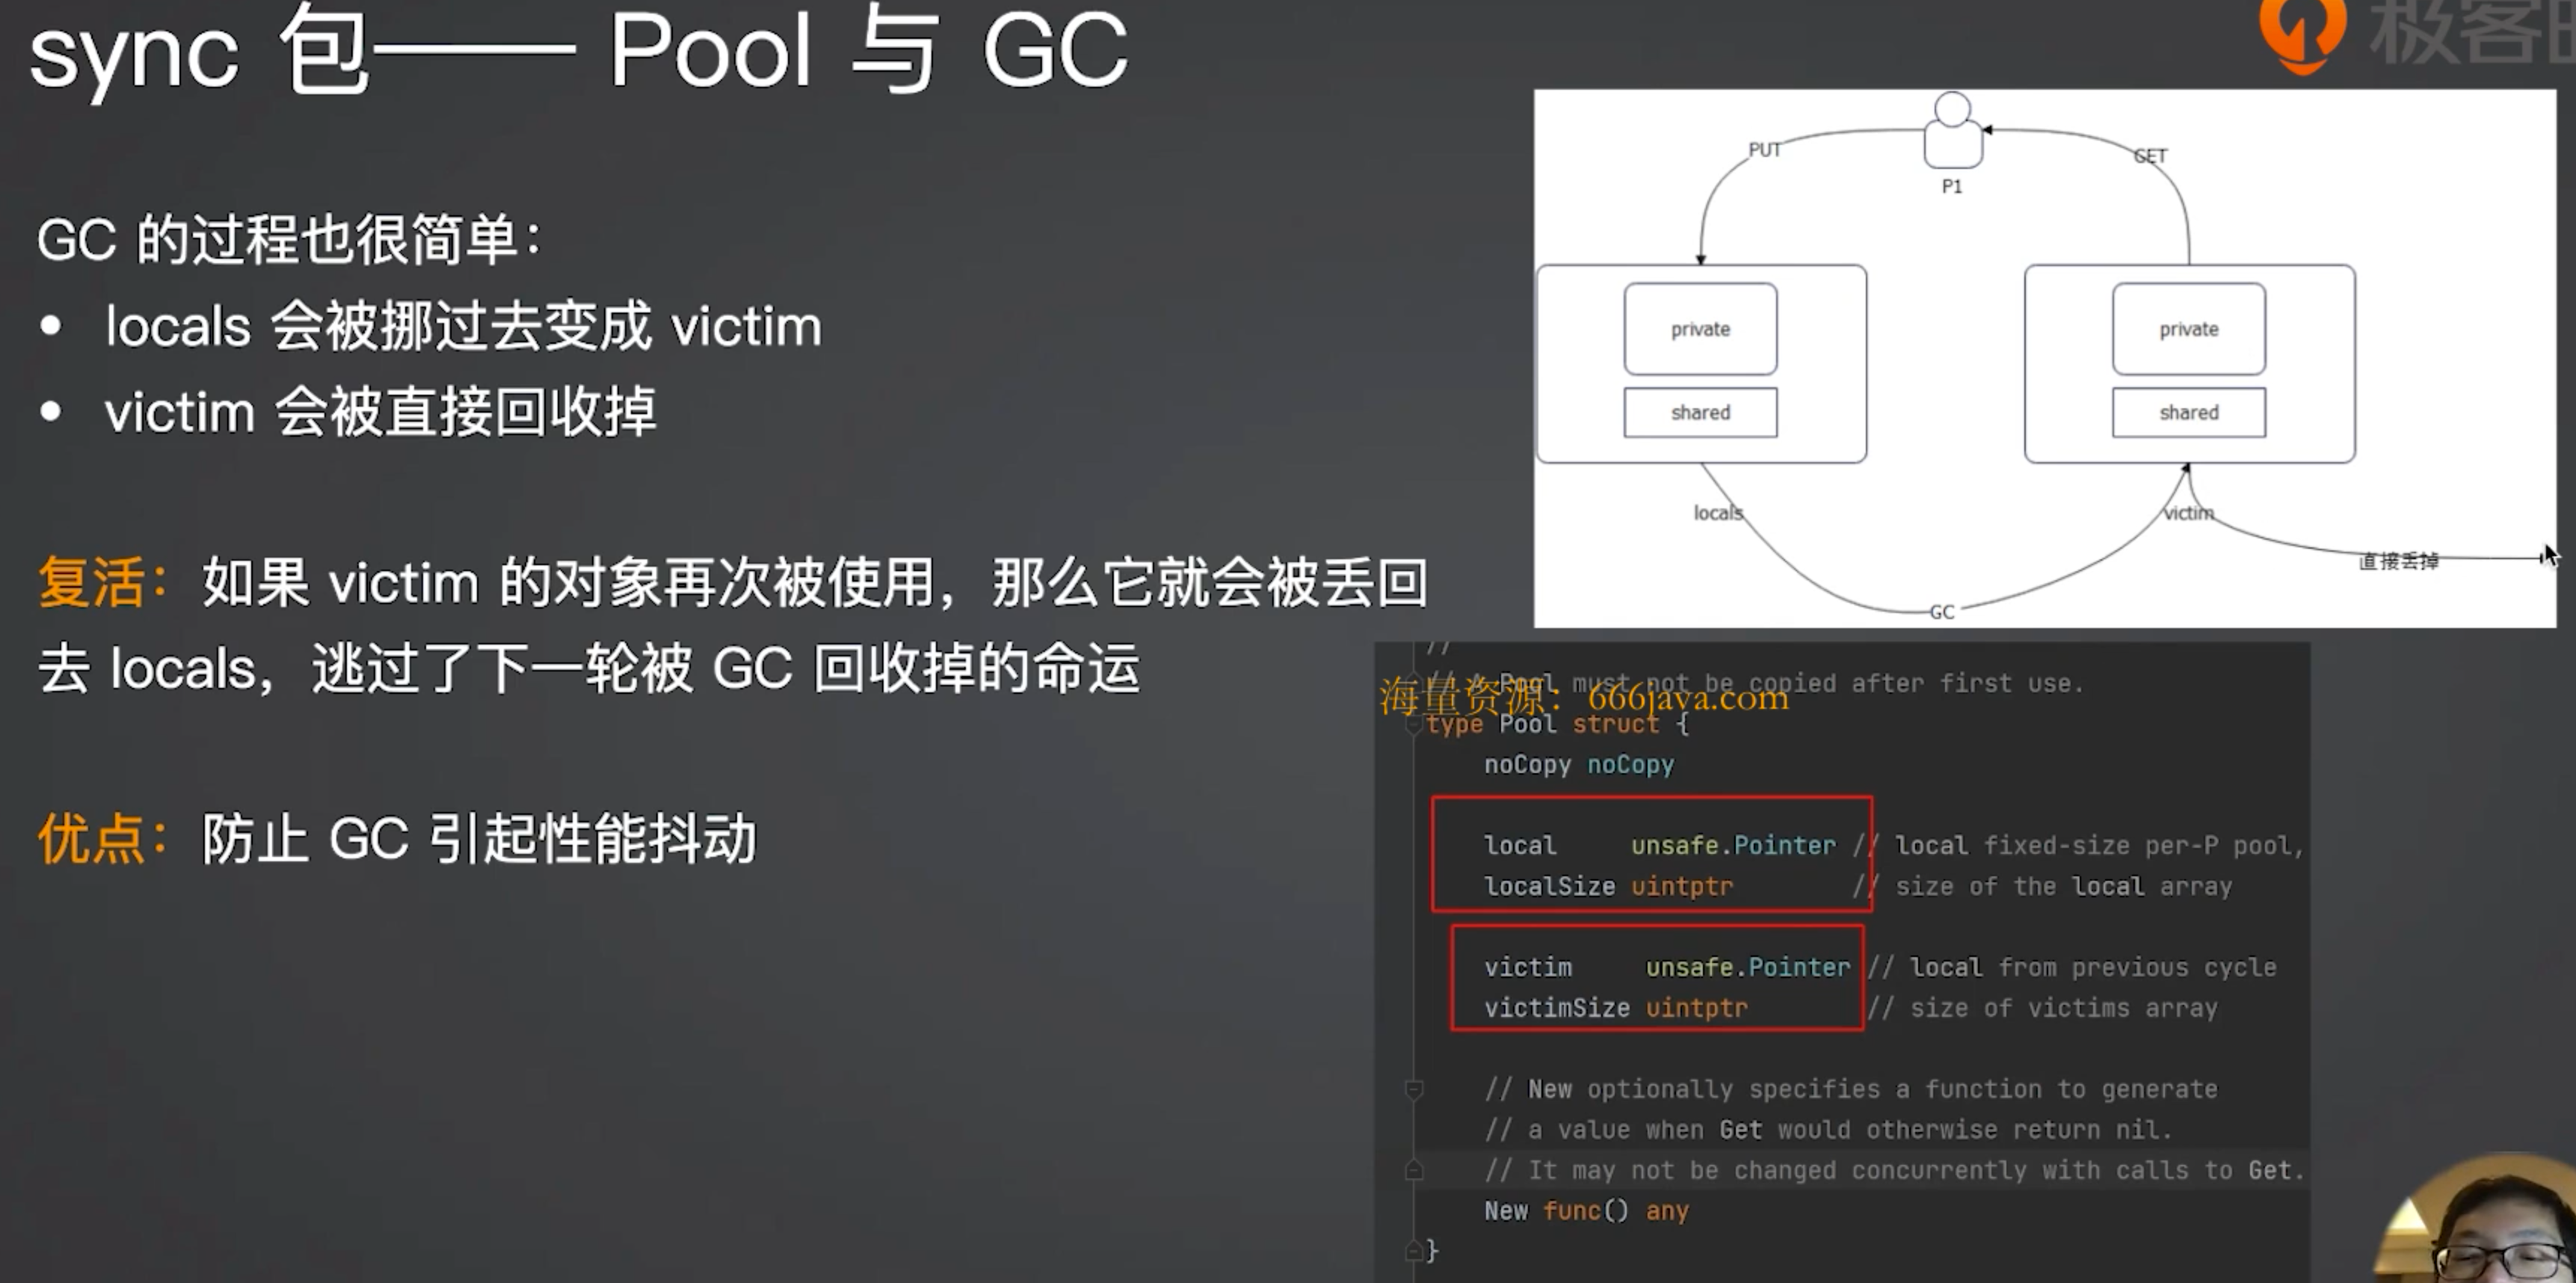 sync 包—— Pool 与 GC
极客
GC 的过程也很简单：
• locals 会被挪过去变成 victim
• victim 会被直接回收掉
复活：如果 victim 的对象再次被使用，那么它就会被丢回
去 locals，逃过了下一轮被 GC 回收掉的命运
优点：防止 GC 引起性能抖动
PUT
GET
P1
private
private
shared
shared
locals
victim
直接丢掉
GC
//
// A Pool must not be copied after first use.
海量资源：666java.com
type Pool struct {
noCopy noCopy
local unsafe.Pointer // local fixed-size per-P pool,
localSize uintptr // size of the local array
victim unsafe.Pointer // local from previous cycle
victimSize uintptr // size of victims array
// New optionally specifies a function to generate
// a value when Get would otherwise return nil.
// It may not be changed concurrently with calls to Get.
New func() any
}